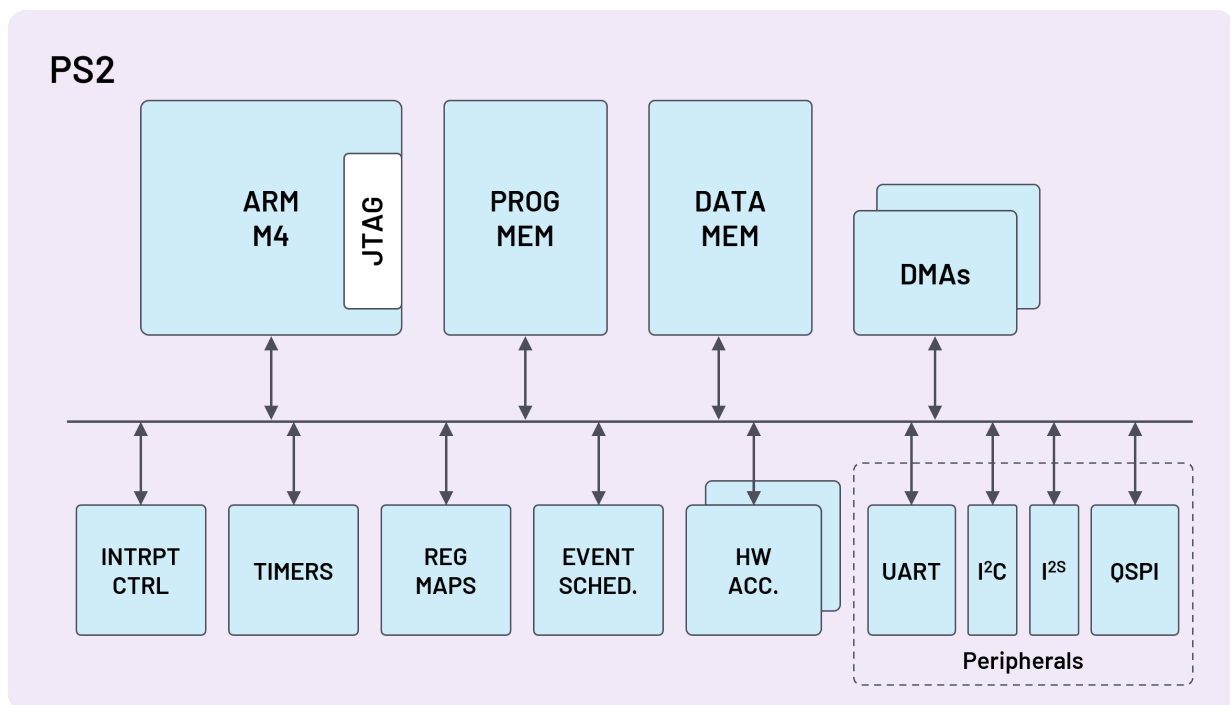 PS2
ARM
M4
JTAG
PROG
MEM
DATA
MEM
DMAs
INTRPT
CTRL
TIMERS
REG
MAPS
EVENT
SCHED.
HW
ACC.
UART
I²C
I²ˢ
QSPI
Peripherals